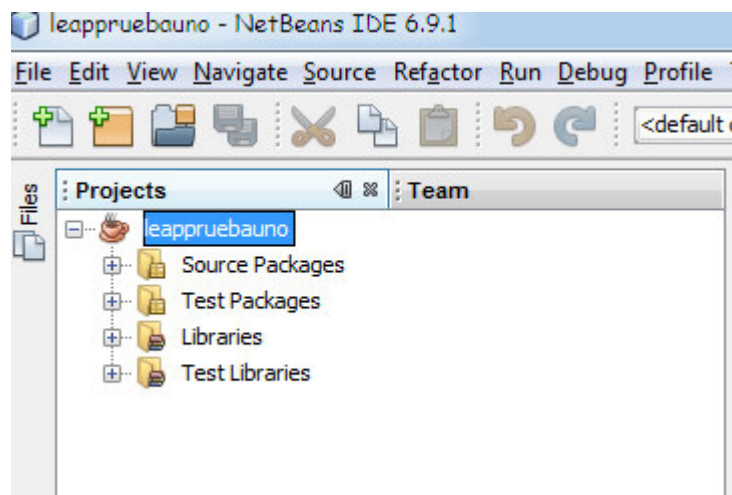 leappruebauno - NetBeans IDE 6.9.1
File Edit View Navigate Source Refactor Run Debug Profile
<default
Files
Projects
Team
leappruebauno
Source Packages
Test Packages
Libraries
Test Libraries